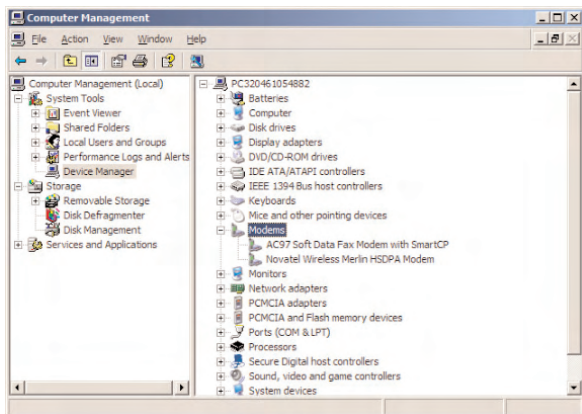 Computer Management
File Action View Window Help
Computer Management (Local)
System Tools
Event Viewer
Shared Folders
Local Users and Groups
Performance Logs and Alerts
Device Manager
Storage
Removable Storage
Disk Defragmenter
Disk Management
Services and Applications
PC320461054882
Batteries
Computer
Disk drives
Display adapters
DVD/CD-ROM drives
IDE ATA/ATAPI controllers
IEEE 1394 Bus host controllers
Keyboards
Mice and other pointing devices
Modems
AC97 Soft Data Fax Modem with SmartCP
Novatel Wireless Merlin HSDPA Modem
Monitors
Network adapters
PCMCIA adapters
PCMCIA and Flash memory devices
Ports (COM & LPT)
Processors
Secure Digital host controllers
Sound, video and game controllers
System devices